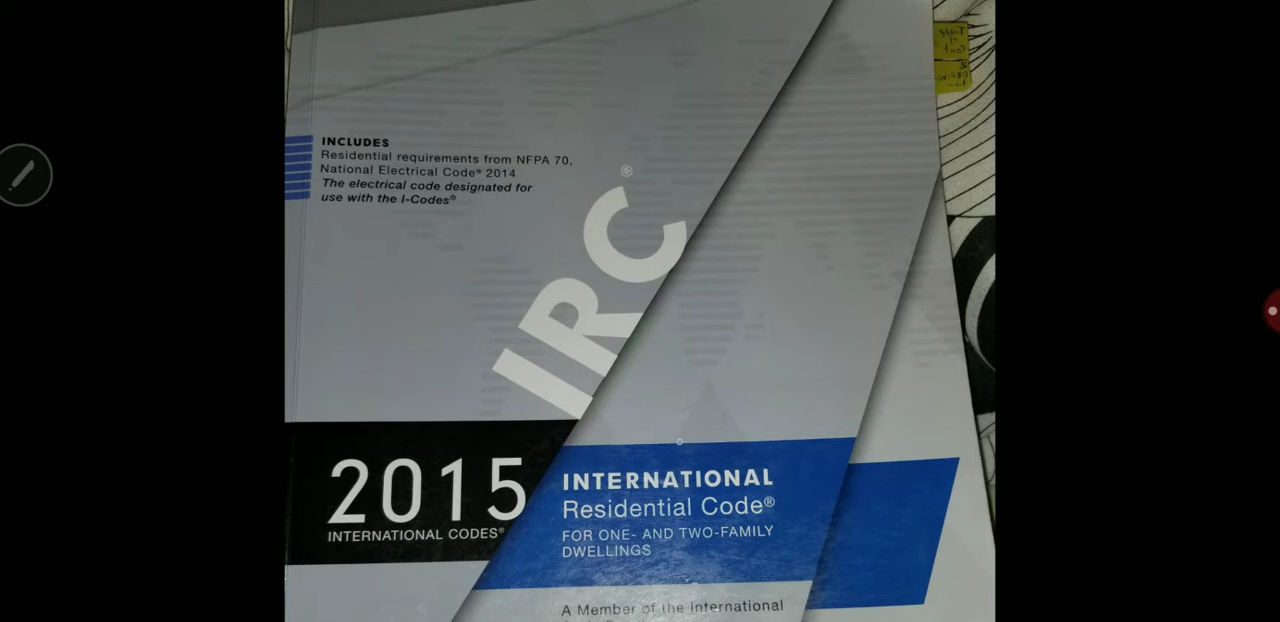 INCLUDES
Residential requirements from NFPA 70,
National Electrical Code® 2014
The electrical code designated for
use with the I-Codes®
IRC®
2015
INTERNATIONAL CODES®
INTERNATIONAL
Residential Code®
FOR ONE- AND TWO-FAMILY
DWELLINGS
A Member of the International